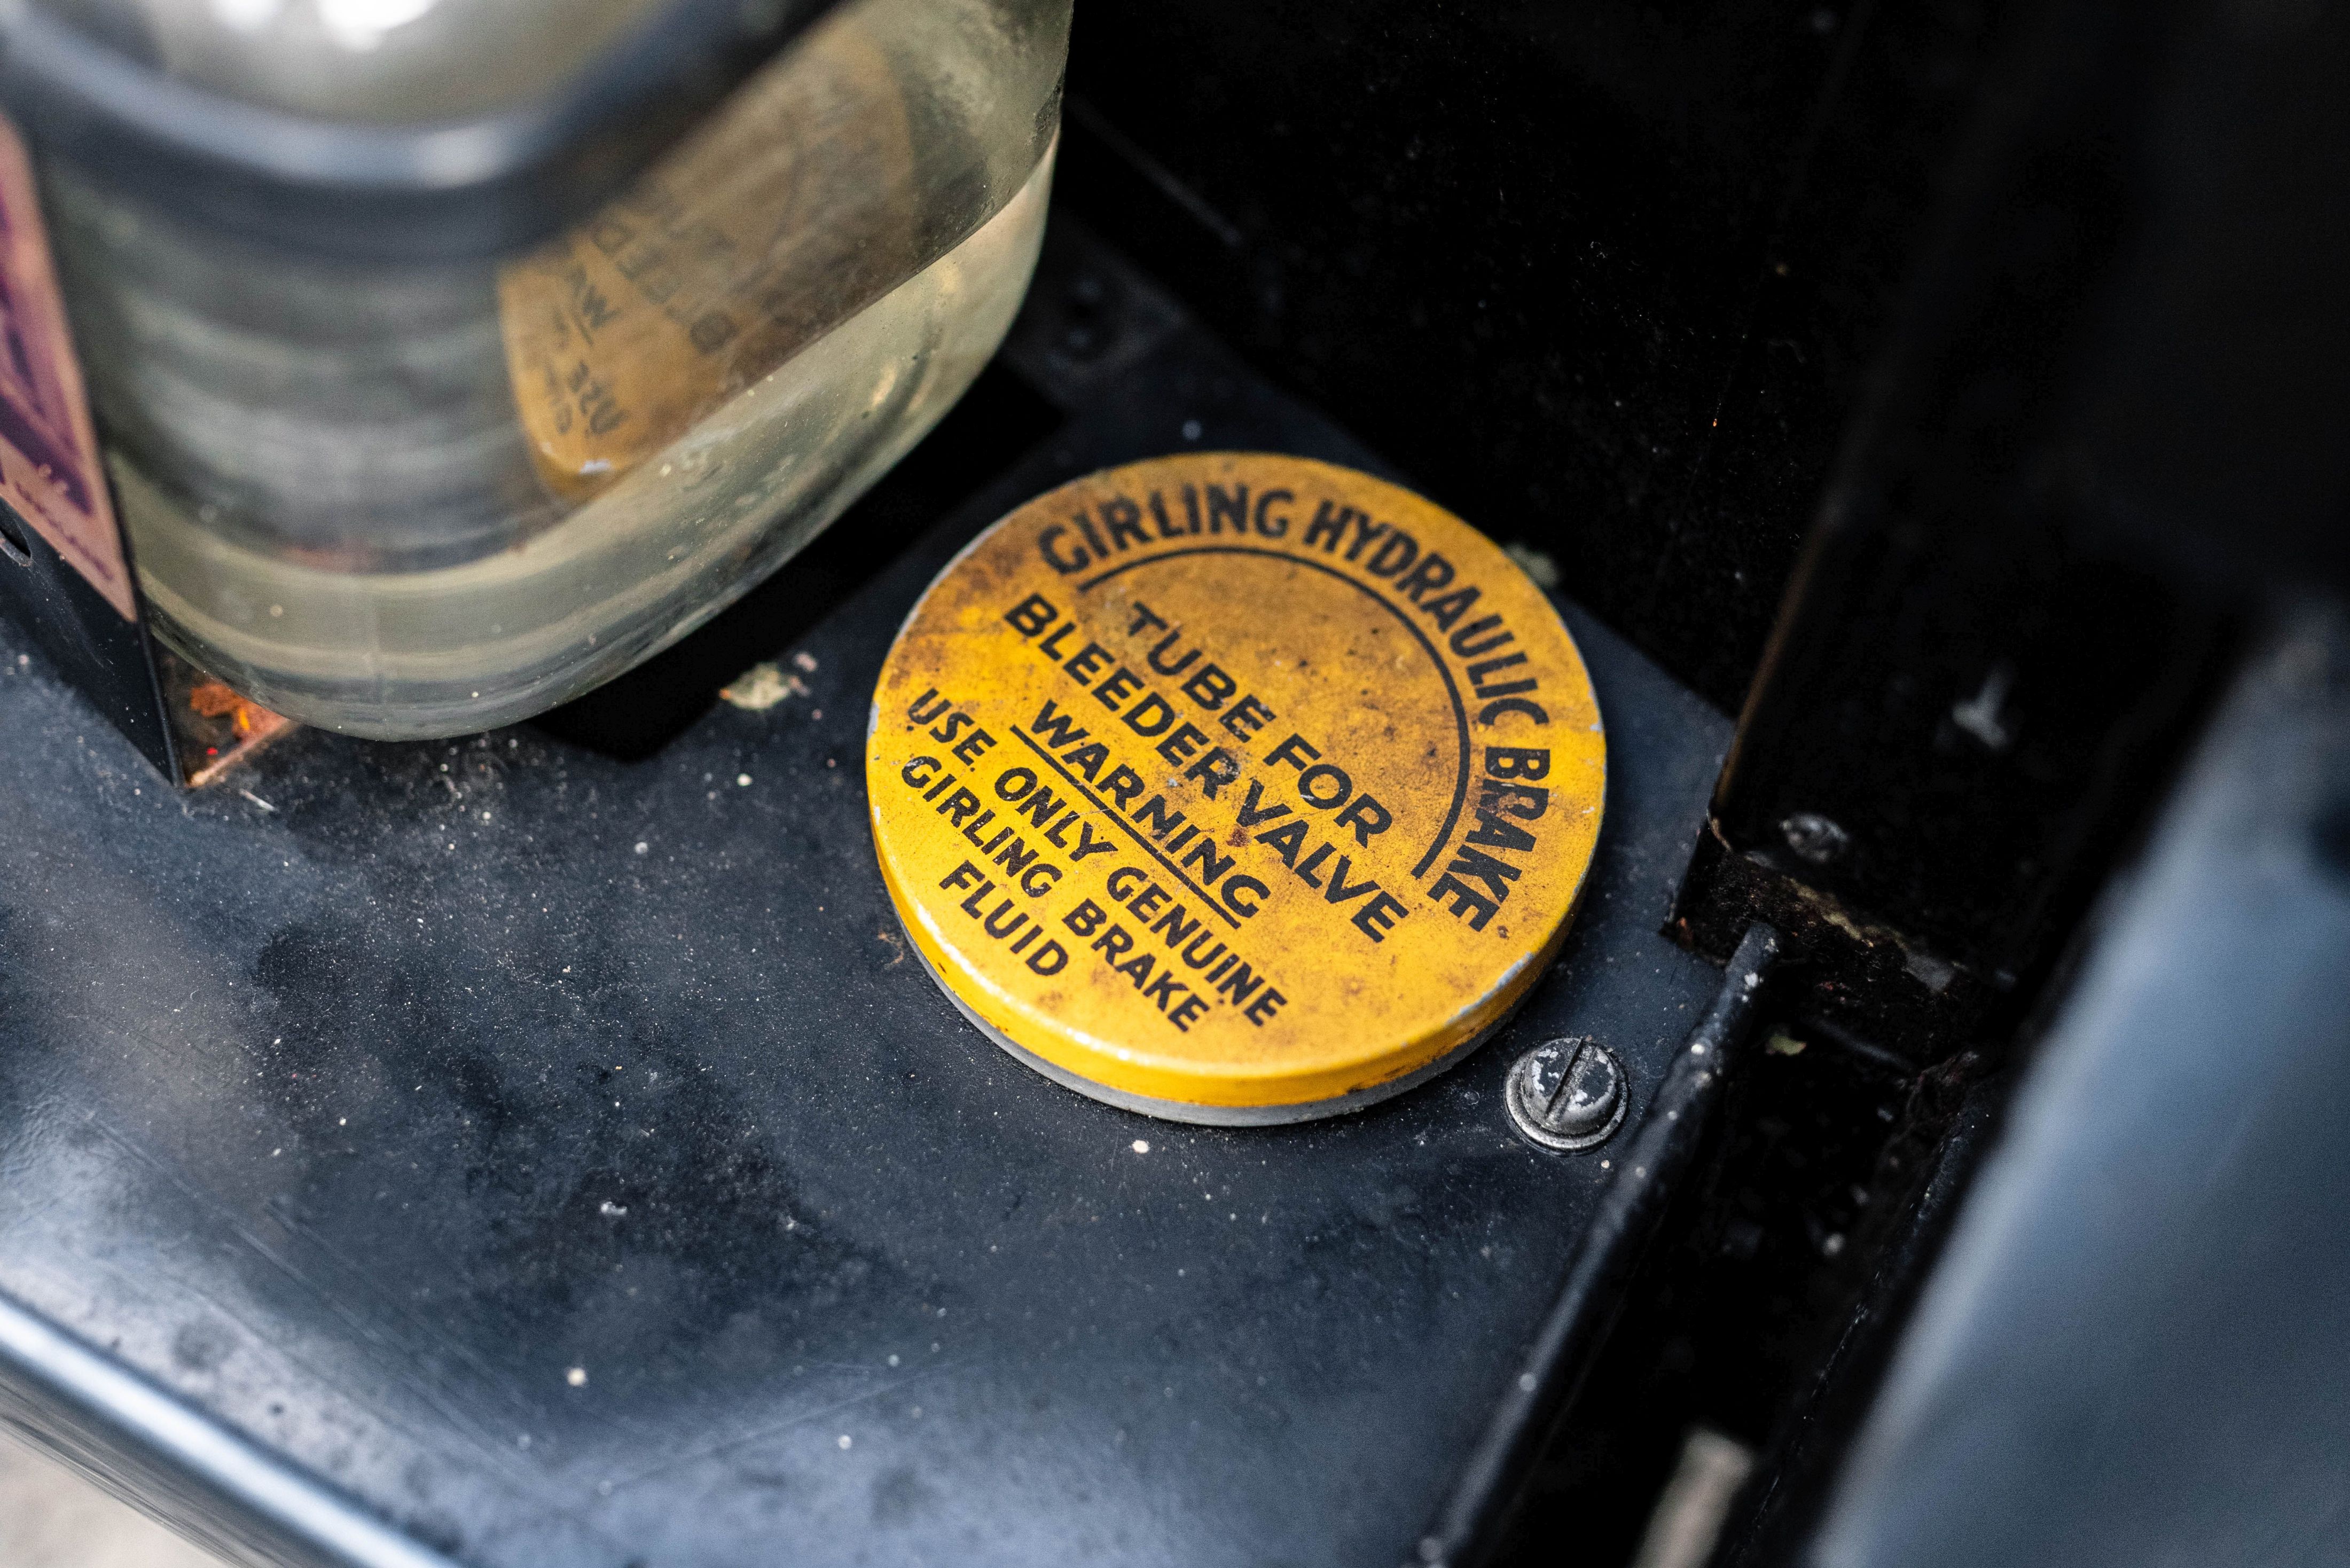 GIRLING HYDRAULIC BRAKE
TUBE FOR
BLEEDER VALVE
WARNING
USE ONLY GENUINE
GIRLING BRAKE
FLUID